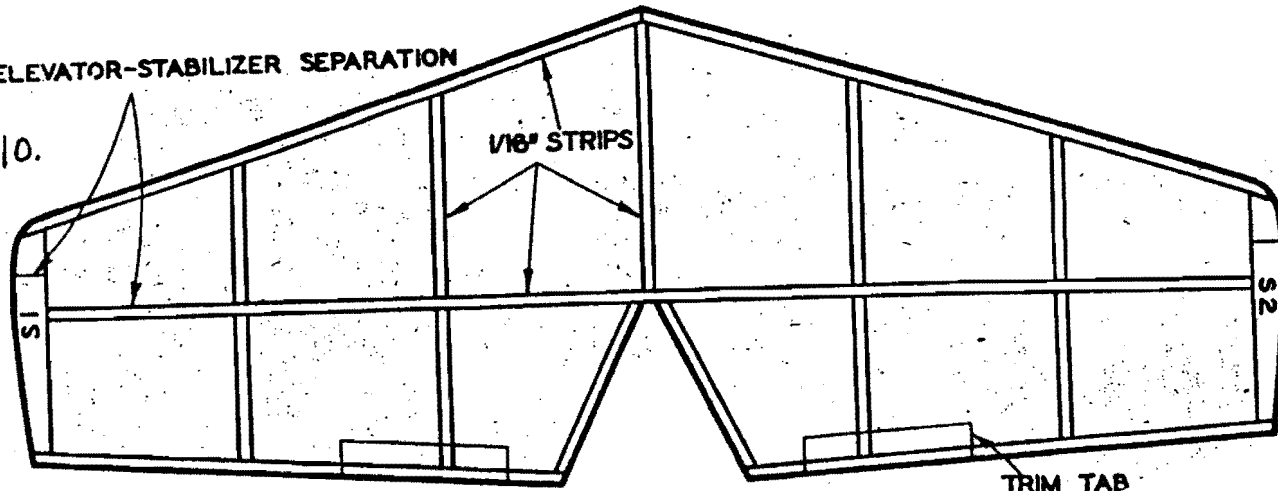 ELEVATOR-STABILIZER SEPARATION
10.
1/16" STRIPS
S1
S2
TRIM TAB